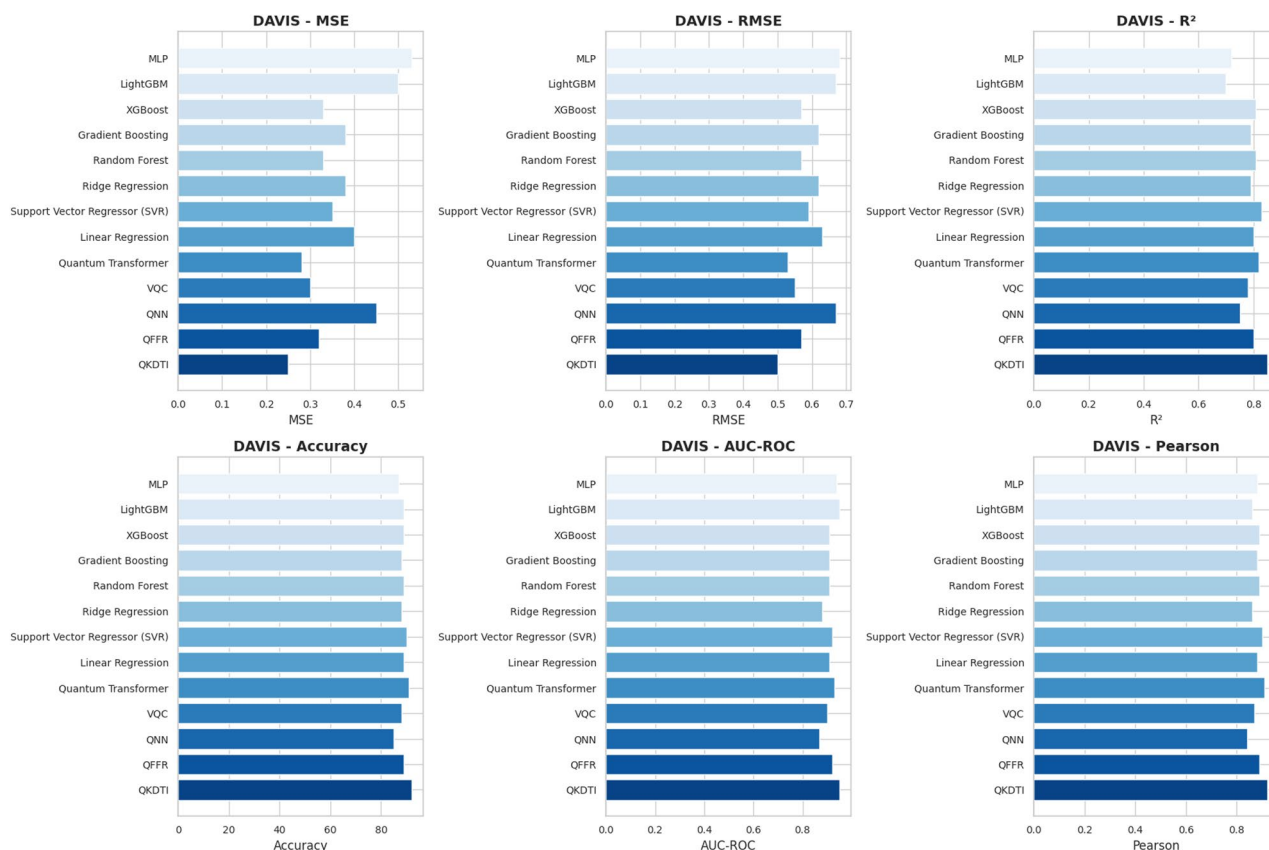 DAVIS - MSE
MLP
LightGBM
XGBoost
Gradient Boosting
Random Forest
Ridge Regression
Support Vector Regressor (SVR)
Linear Regression
Quantum Transformer
VQC
QNN
QFFR
QKDTI
0.0 0.1 0.2 0.3 0.4 0.5
MSE
DAVIS - RMSE
MLP
LightGBM
XGBoost
Gradient Boosting
Random Forest
Ridge Regression
Support Vector Regressor (SVR)
Linear Regression
Quantum Transformer
VQC
QNN
QFFR
QKDTI
0.0 0.1 0.2 0.3 0.4 0.5 0.6 0.7
RMSE
DAVIS - R²
MLP
LightGBM
XGBoost
Gradient Boosting
Random Forest
Ridge Regression
Support Vector Regressor (SVR)
Linear Regression
Quantum Transformer
VQC
QNN
QFFR
QKDTI
0.0 0.2 0.4 0.6 0.8
R²
DAVIS - Accuracy
MLP
LightGBM
XGBoost
Gradient Boosting
Random Forest
Ridge Regression
Support Vector Regressor (SVR)
Linear Regression
Quantum Transformer
VQC
QNN
QFFR
QKDTI
0 20 40 60 80
Accuracy
DAVIS - AUC-ROC
MLP
LightGBM
XGBoost
Gradient Boosting
Random Forest
Ridge Regression
Support Vector Regressor (SVR)
Linear Regression
Quantum Transformer
VQC
QNN
QFFR
QKDTI
0.0 0.2 0.4 0.6 0.8
AUC-ROC
DAVIS - Pearson
MLP
LightGBM
XGBoost
Gradient Boosting
Random Forest
Ridge Regression
Support Vector Regressor (SVR)
Linear Regression
Quantum Transformer
VQC
QNN
QFFR
QKDTI
0.0 0.2 0.4 0.6 0.8
Pearson